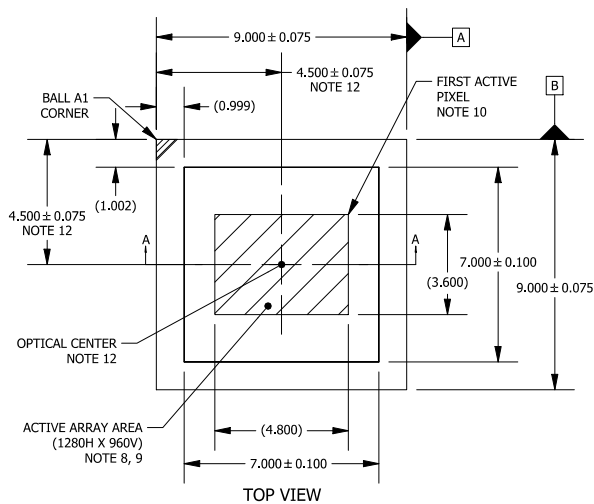 9.000 ± 0.075
A
4.500 ± 0.075
NOTE 12
FIRST ACTIVE
PIXEL
NOTE 10
BALL A1
CORNER
(0.999)
B
4.500 ± 0.075
NOTE 12
(1.002)
A
A
(3.600)
7.000 ± 0.100
9.000 ± 0.075
OPTICAL CENTER
NOTE 12
ACTIVE ARRAY AREA
(1280H X 960V)
NOTE 8, 9
(4.800)
7.000 ± 0.100
TOP VIEW